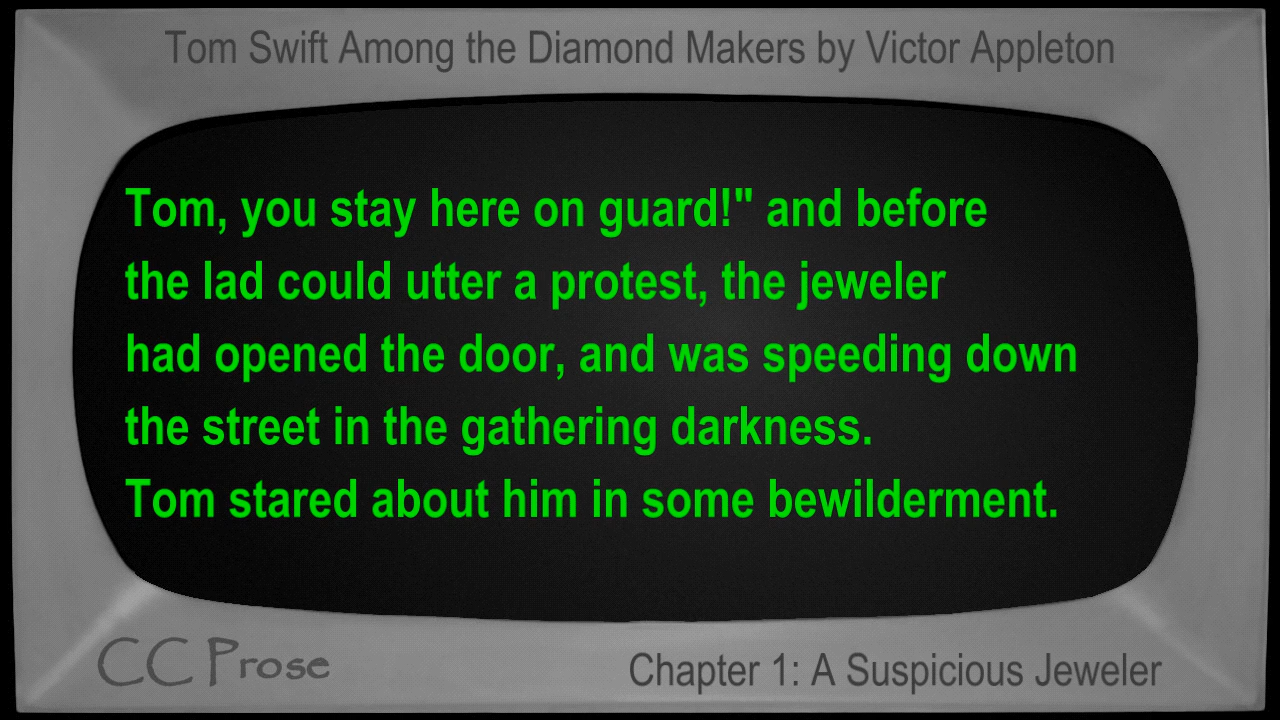 Tom Swift Among the Diamond Makers by Victor Appleton
Tom, you stay here on guard!" and before
the lad could utter a protest, the jeweler
had opened the door, and was speeding down
the street in the gathering darkness.
Tom stared about him in some bewilderment.
CC Prose
Chapter 1: A Suspicious Jeweler